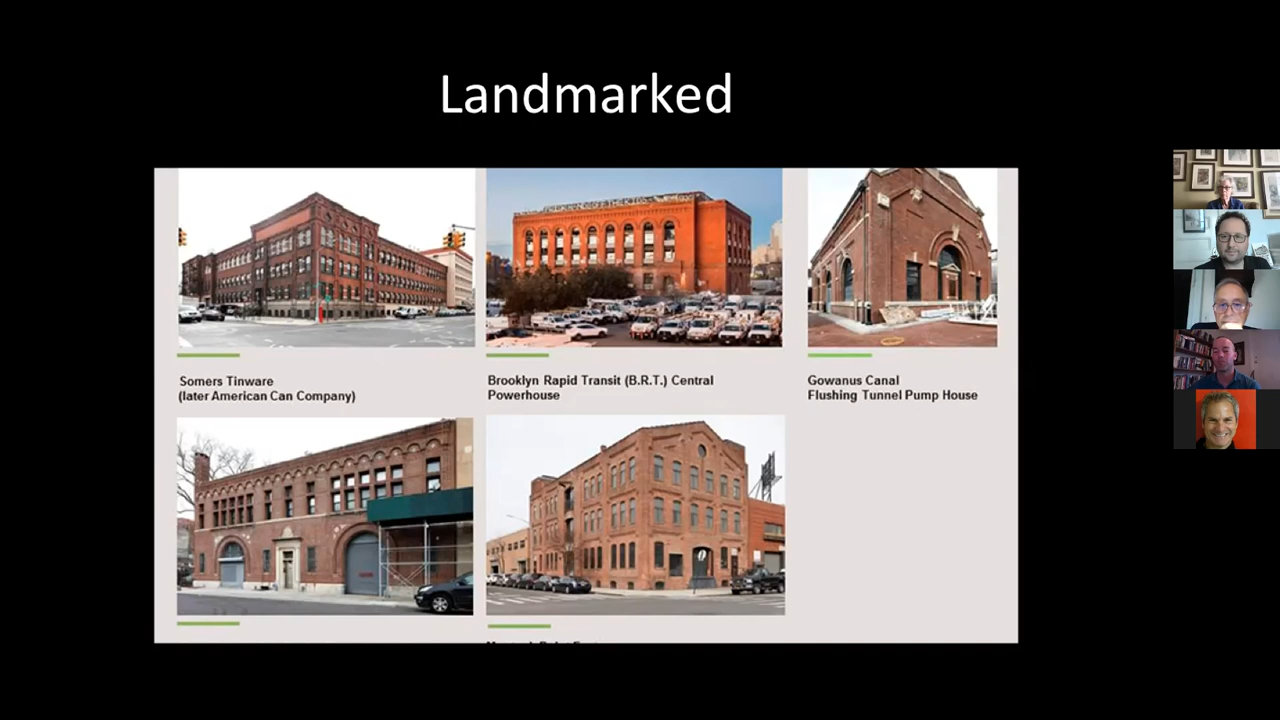 Landmarked
Somers Tinware
(later American Can Company)
Brooklyn Rapid Transit (B.R.T.) Central
Powerhouse
Gowanus Canal
Flushing Tunnel Pump House